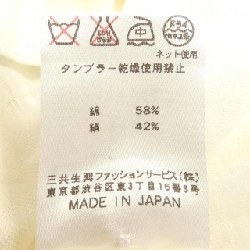 ネット使用
タンブラー乾燥使用禁止
綿 58%
絹 42%
三共生興ファッションサービス(株)
東京都渋谷区東3丁目16番3号
MADE IN JAPAN